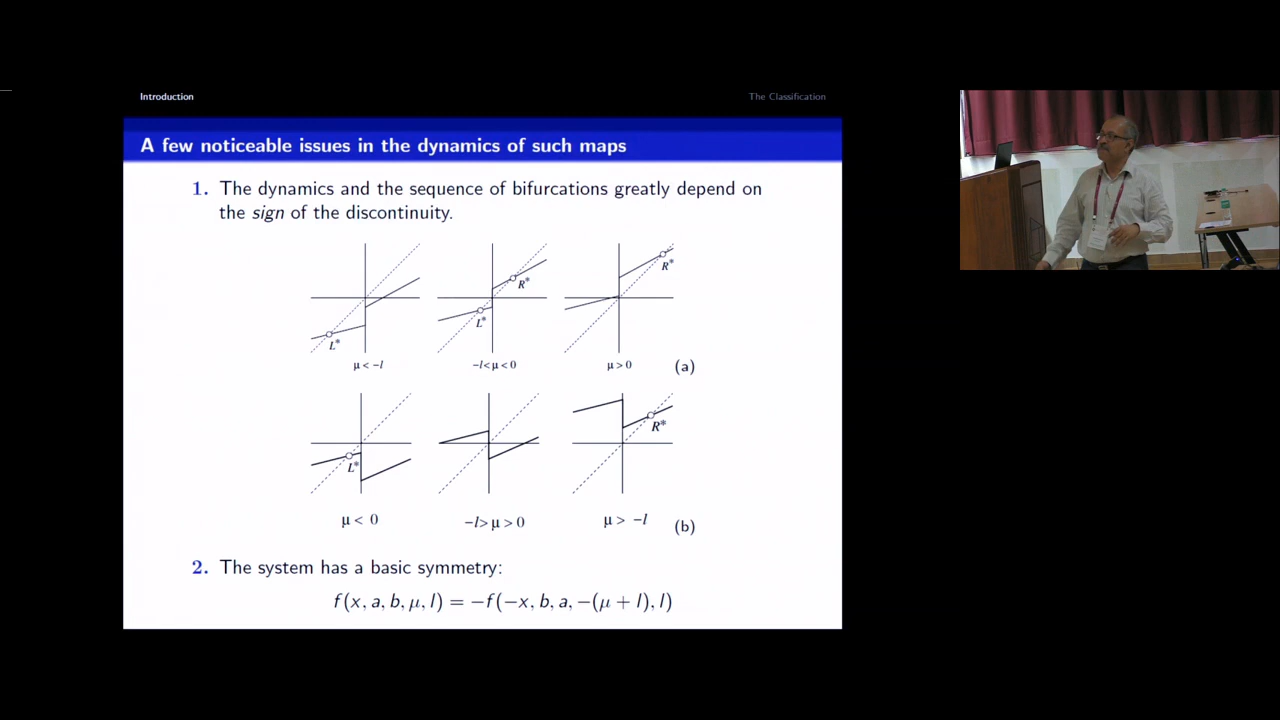 Introduction
The Classification
A few noticeable issues in the dynamics of such maps
1. The dynamics and the sequence of bifurcations greatly depend on
the sign of the discontinuity.
L*
R*
L*
R*
μ < -l
-l<μ<0
μ>0
(a)
L*
R*
μ < 0
-l>μ>0
μ > -l
(b)
2. The system has a basic symmetry:
f(x, a, b, μ, l) = −f(−x, b, a, −(μ + l), l)